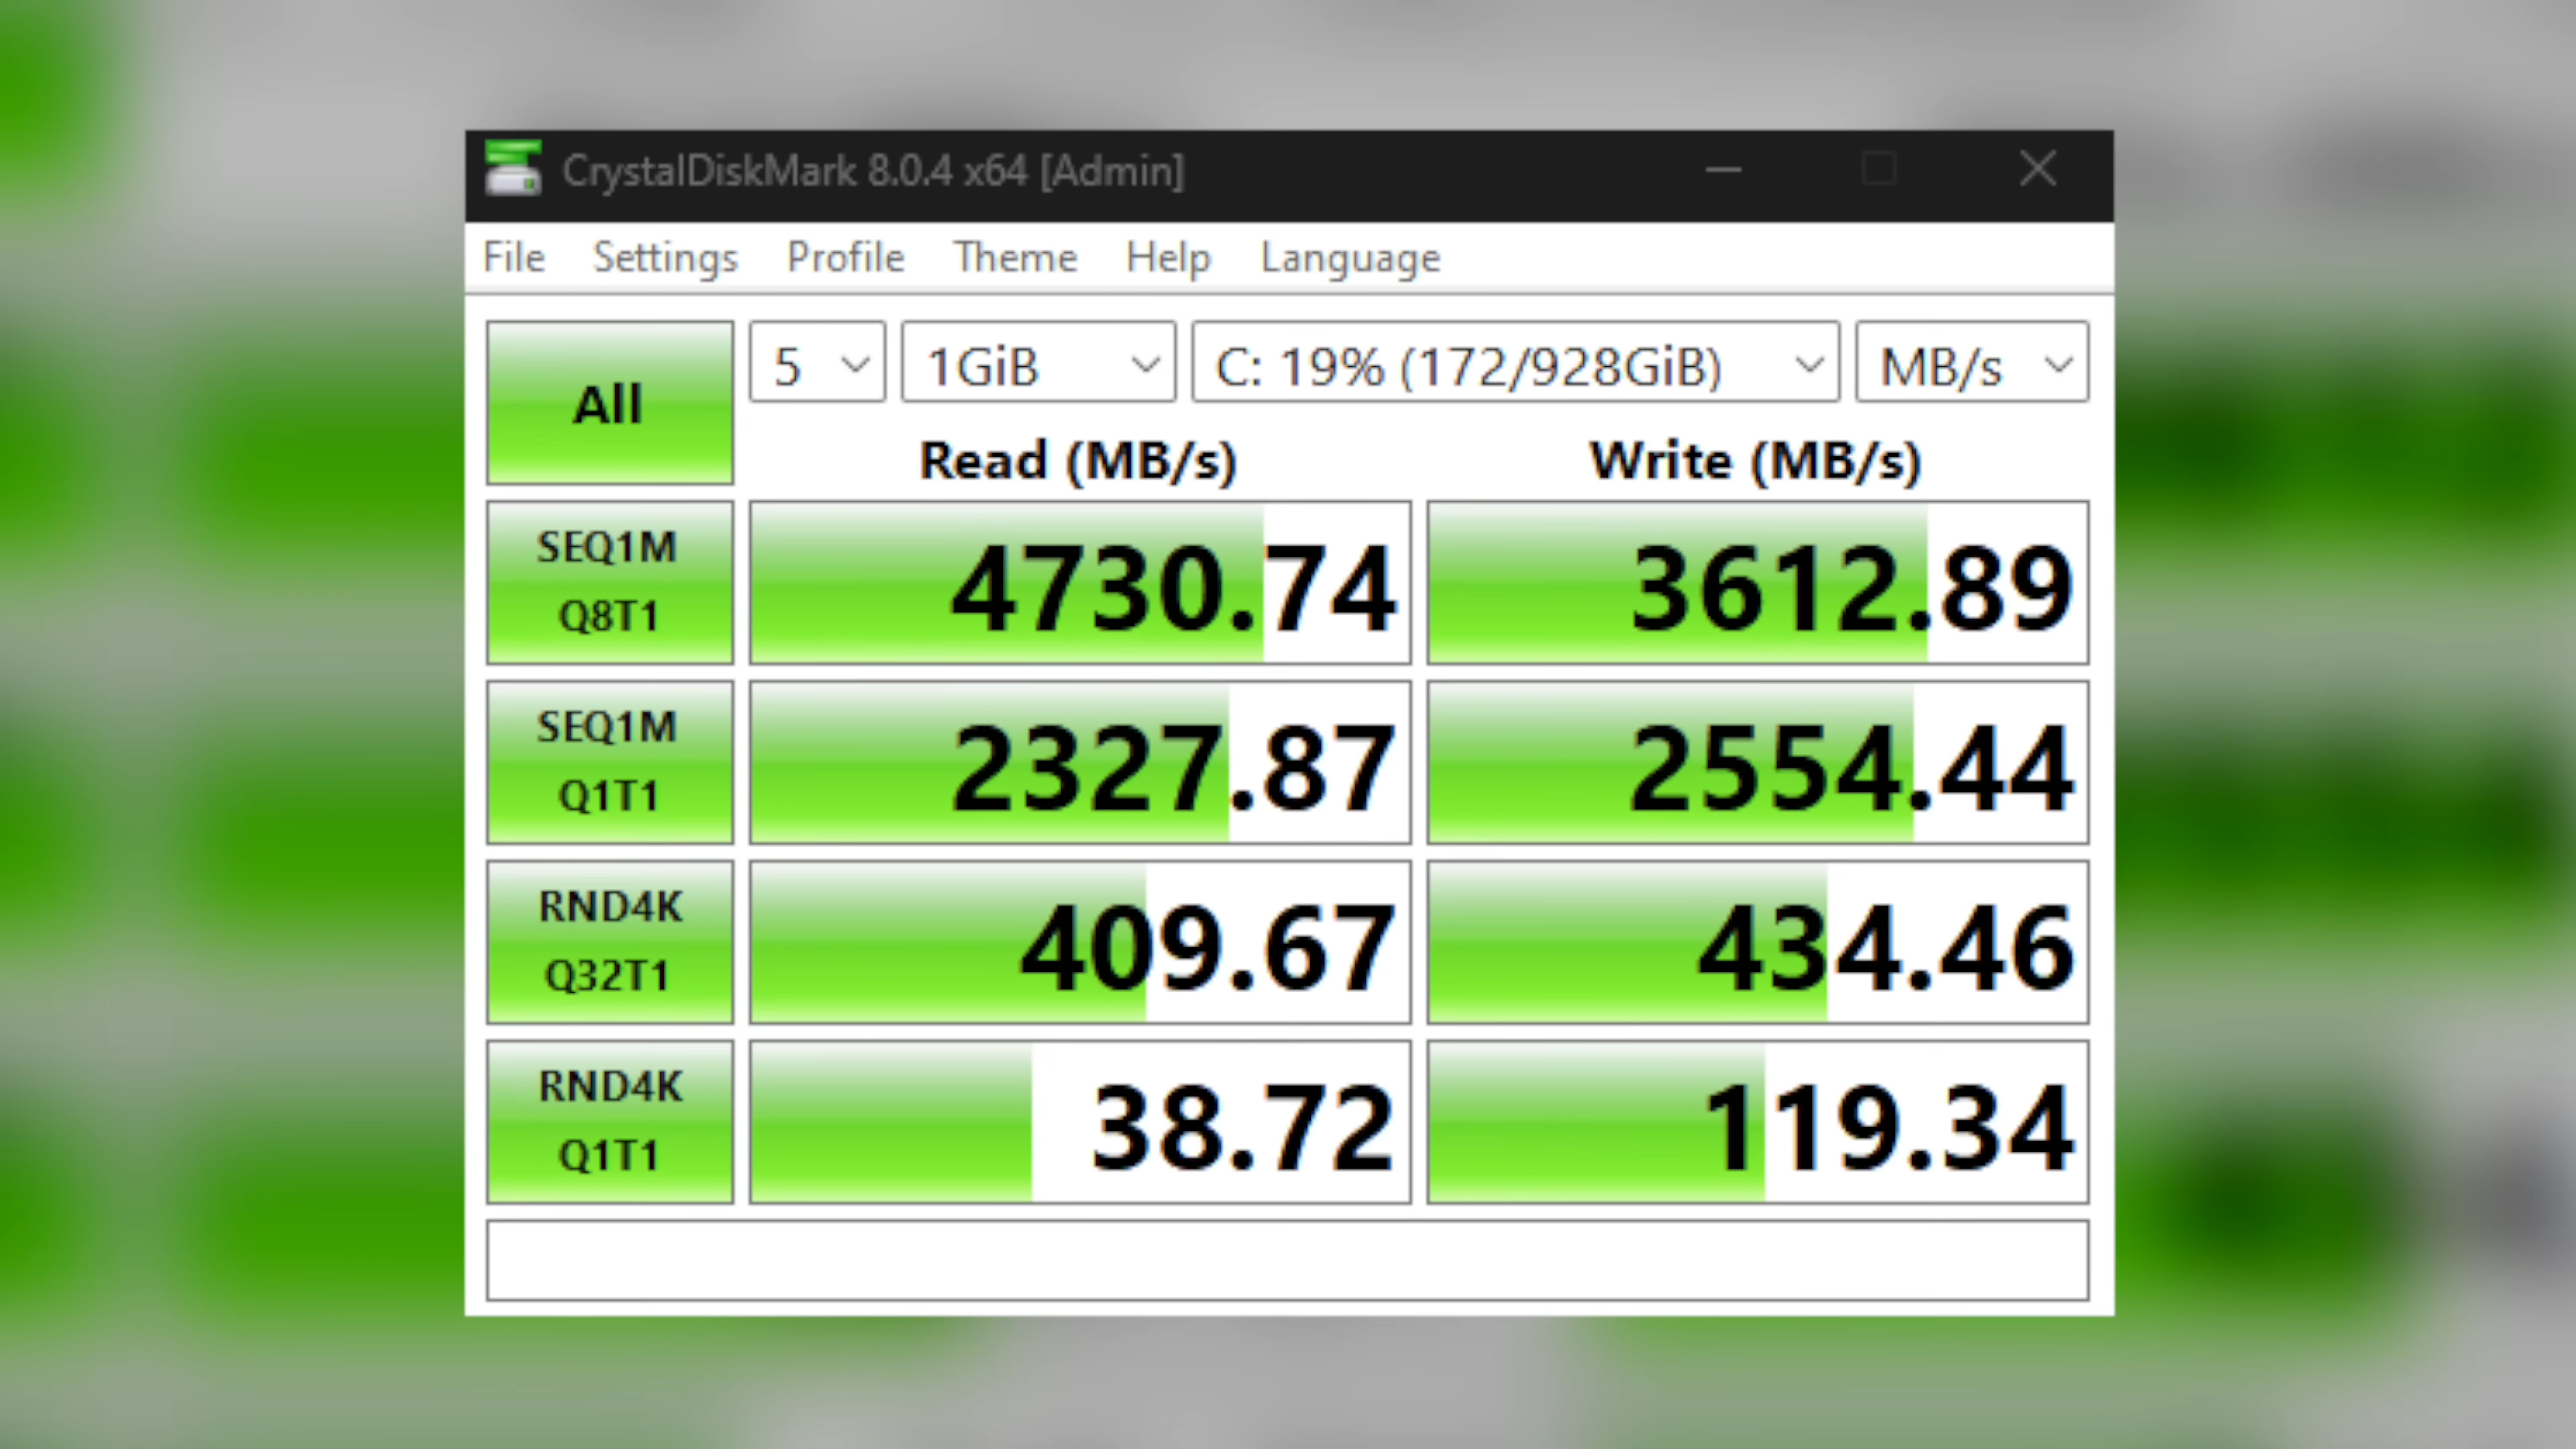 CrystalDiskMark 8.0.4 x64 [Admin]
File Settings Profile Theme Help Language
All 5 1GiB C: 19% (172/928GiB) MB/s
Read (MB/s) Write (MB/s)
SEQ1M
Q8T1
4730.74 3612.89
SEQ1M
Q1T1
2327.87 2554.44
RND4K
Q32T1
409.67 434.46
RND4K
Q1T1
38.72 119.34